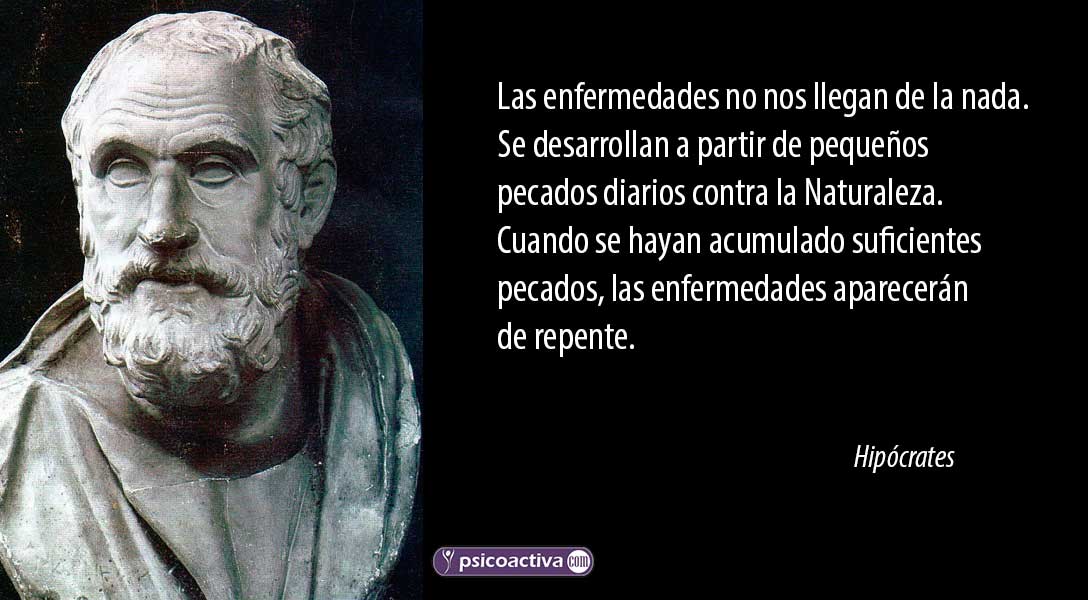 Las enfermedades no nos llegan de la nada.
Se desarrollan a partir de pequeños
pecados diarios contra la Naturaleza.
Cuando se hayan acumulado suficientes
pecados, las enfermedades aparecerán
de repente.
Hipócrates
psicoactiva com